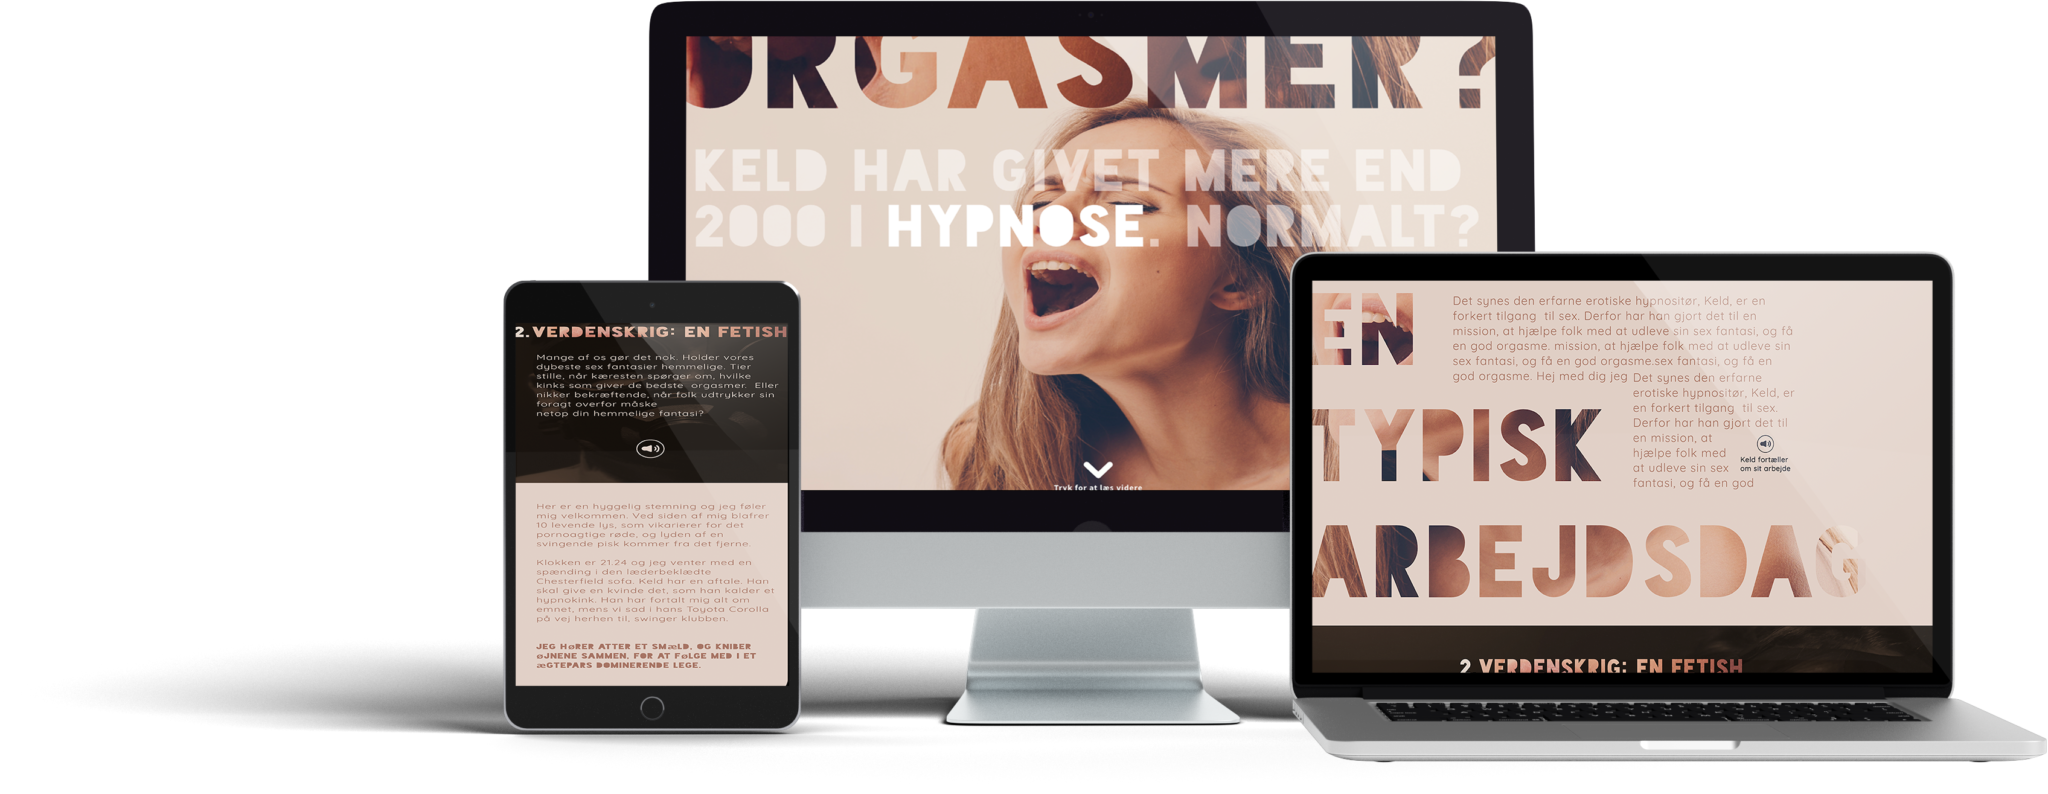 ORGASMER?
KELD HAR GIVET MERE END
2000 I HYPNOSE. NORMALT?
Tryk for at læs videre
2. VERDENSKRIG: EN FETISH
Mange af os gør det nok. Holder vores
dybeste sex fantasier hemmelige. Tier
stille, når kæresten spørger om, hvilke
kinks som giver de bedste orgasmer. Eller
nikker bekræftende, når folk udtrykker sin
foragt overfor måske
netop din hemmelige fantasi?
Her er en hyggelig stemning og jeg føler
mig velkommen. Ved siden af mig blafrer
10 levende lys, som vikarierer for det
pornoagtige røde, og lyden af en
svingende pisk kommer fra det fjerne.
Klokken er 21.24 og jeg venter med en
spænding i den læderbeklædte
Chesterfield sofa. Keld har en aftale. Han
skal give en kvinde det, som han kalder et
hypnokink. Han har fortalt mig alt om
emnet, mens vi sad i hans Toyota Corolla
på vej herhen til, swinger klubben.
JEG HØRER ATTER ET SMÆLD, OG KNIBER
ØJNENE SAMMEN, FOR AT FØLGE MED I ET
ÆGTEPARS DOMINERENDE LEGE.
EN
TYPISK
ARBEJDSDAG
Det synes den erfarne erotiske hypnositør, Keld, er en
forkert tilgang til sex. Derfor har han gjort det til en
mission, at hjælpe folk med at udleve sin sex fantasi, og få
en god orgasme. mission, at hjælpe folk med at udleve sin
sex fantasi, og få en god orgasme.sex fantasi, og få en
god orgasme. Hej med dig jeg
Det synes den erfarne
erotiske hypnositør, Keld, er
en forkert tilgang til sex.
Derfor har han gjort det til
en mission, at
hjælpe folk med
at udleve sin sex
fantasi, og få en god
Keld fortæller
om sit arbejde
2 VERDENSKRIG: EN FETISH